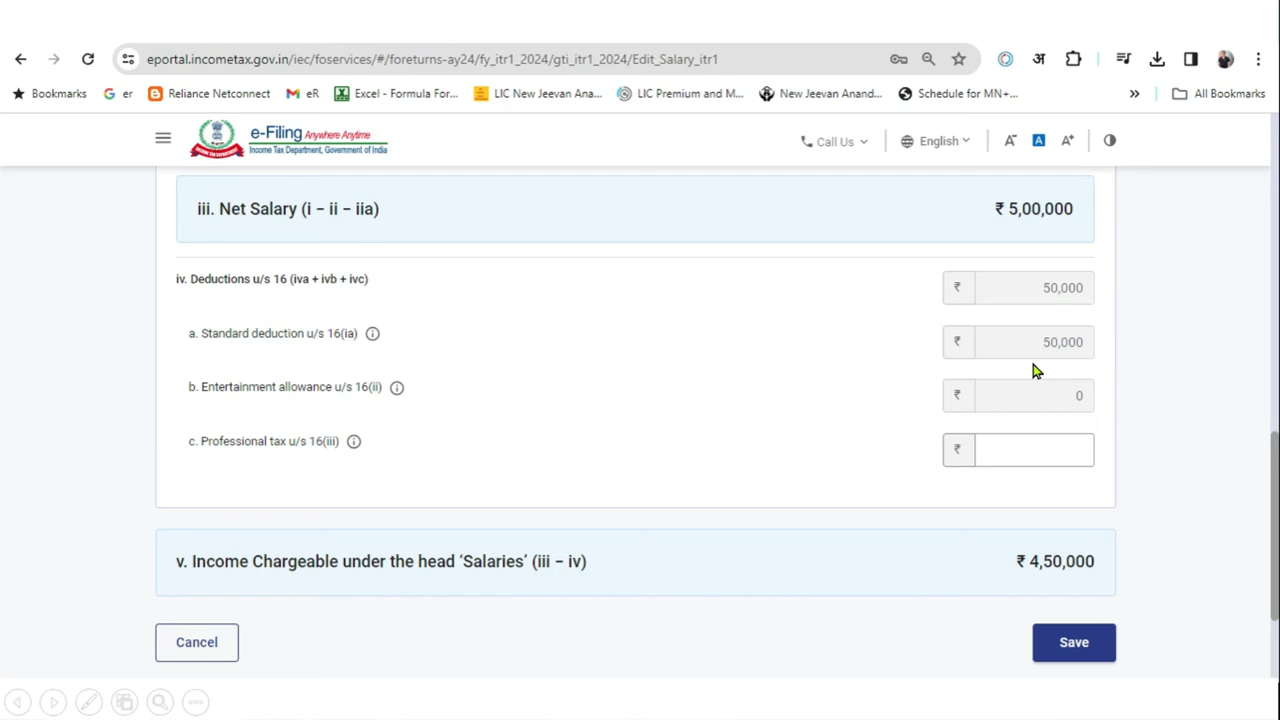 eportal.incometax.gov.in/iec/foservices/#/foreturns-ay24/fy_itr1_2024/gti_itr1_2024/Edit_Salary_itr1
अ
Bookmarks G er Reliance Netconnect eR Excel - Formula For... LIC New Jeevan Ana... LIC Premium and M... New Jeevan Anand... Schedule for MN+... » All Bookmarks
e-Filing Anywhere Anytime
Income Tax Department, Government of India
Call Us English A- A A+
iii. Net Salary (i − ii − iia) ₹ 5,00,000
iv. Deductions u/s 16 (iva + ivb + ivc) ₹ 50,000
a. Standard deduction u/s 16(ia) ₹ 50,000
b. Entertainment allowance u/s 16(ii) ₹ 0
c. Professional tax u/s 16(iii) ₹
v. Income Chargeable under the head ‘Salaries’ (iii − iv) ₹ 4,50,000
Cancel Save